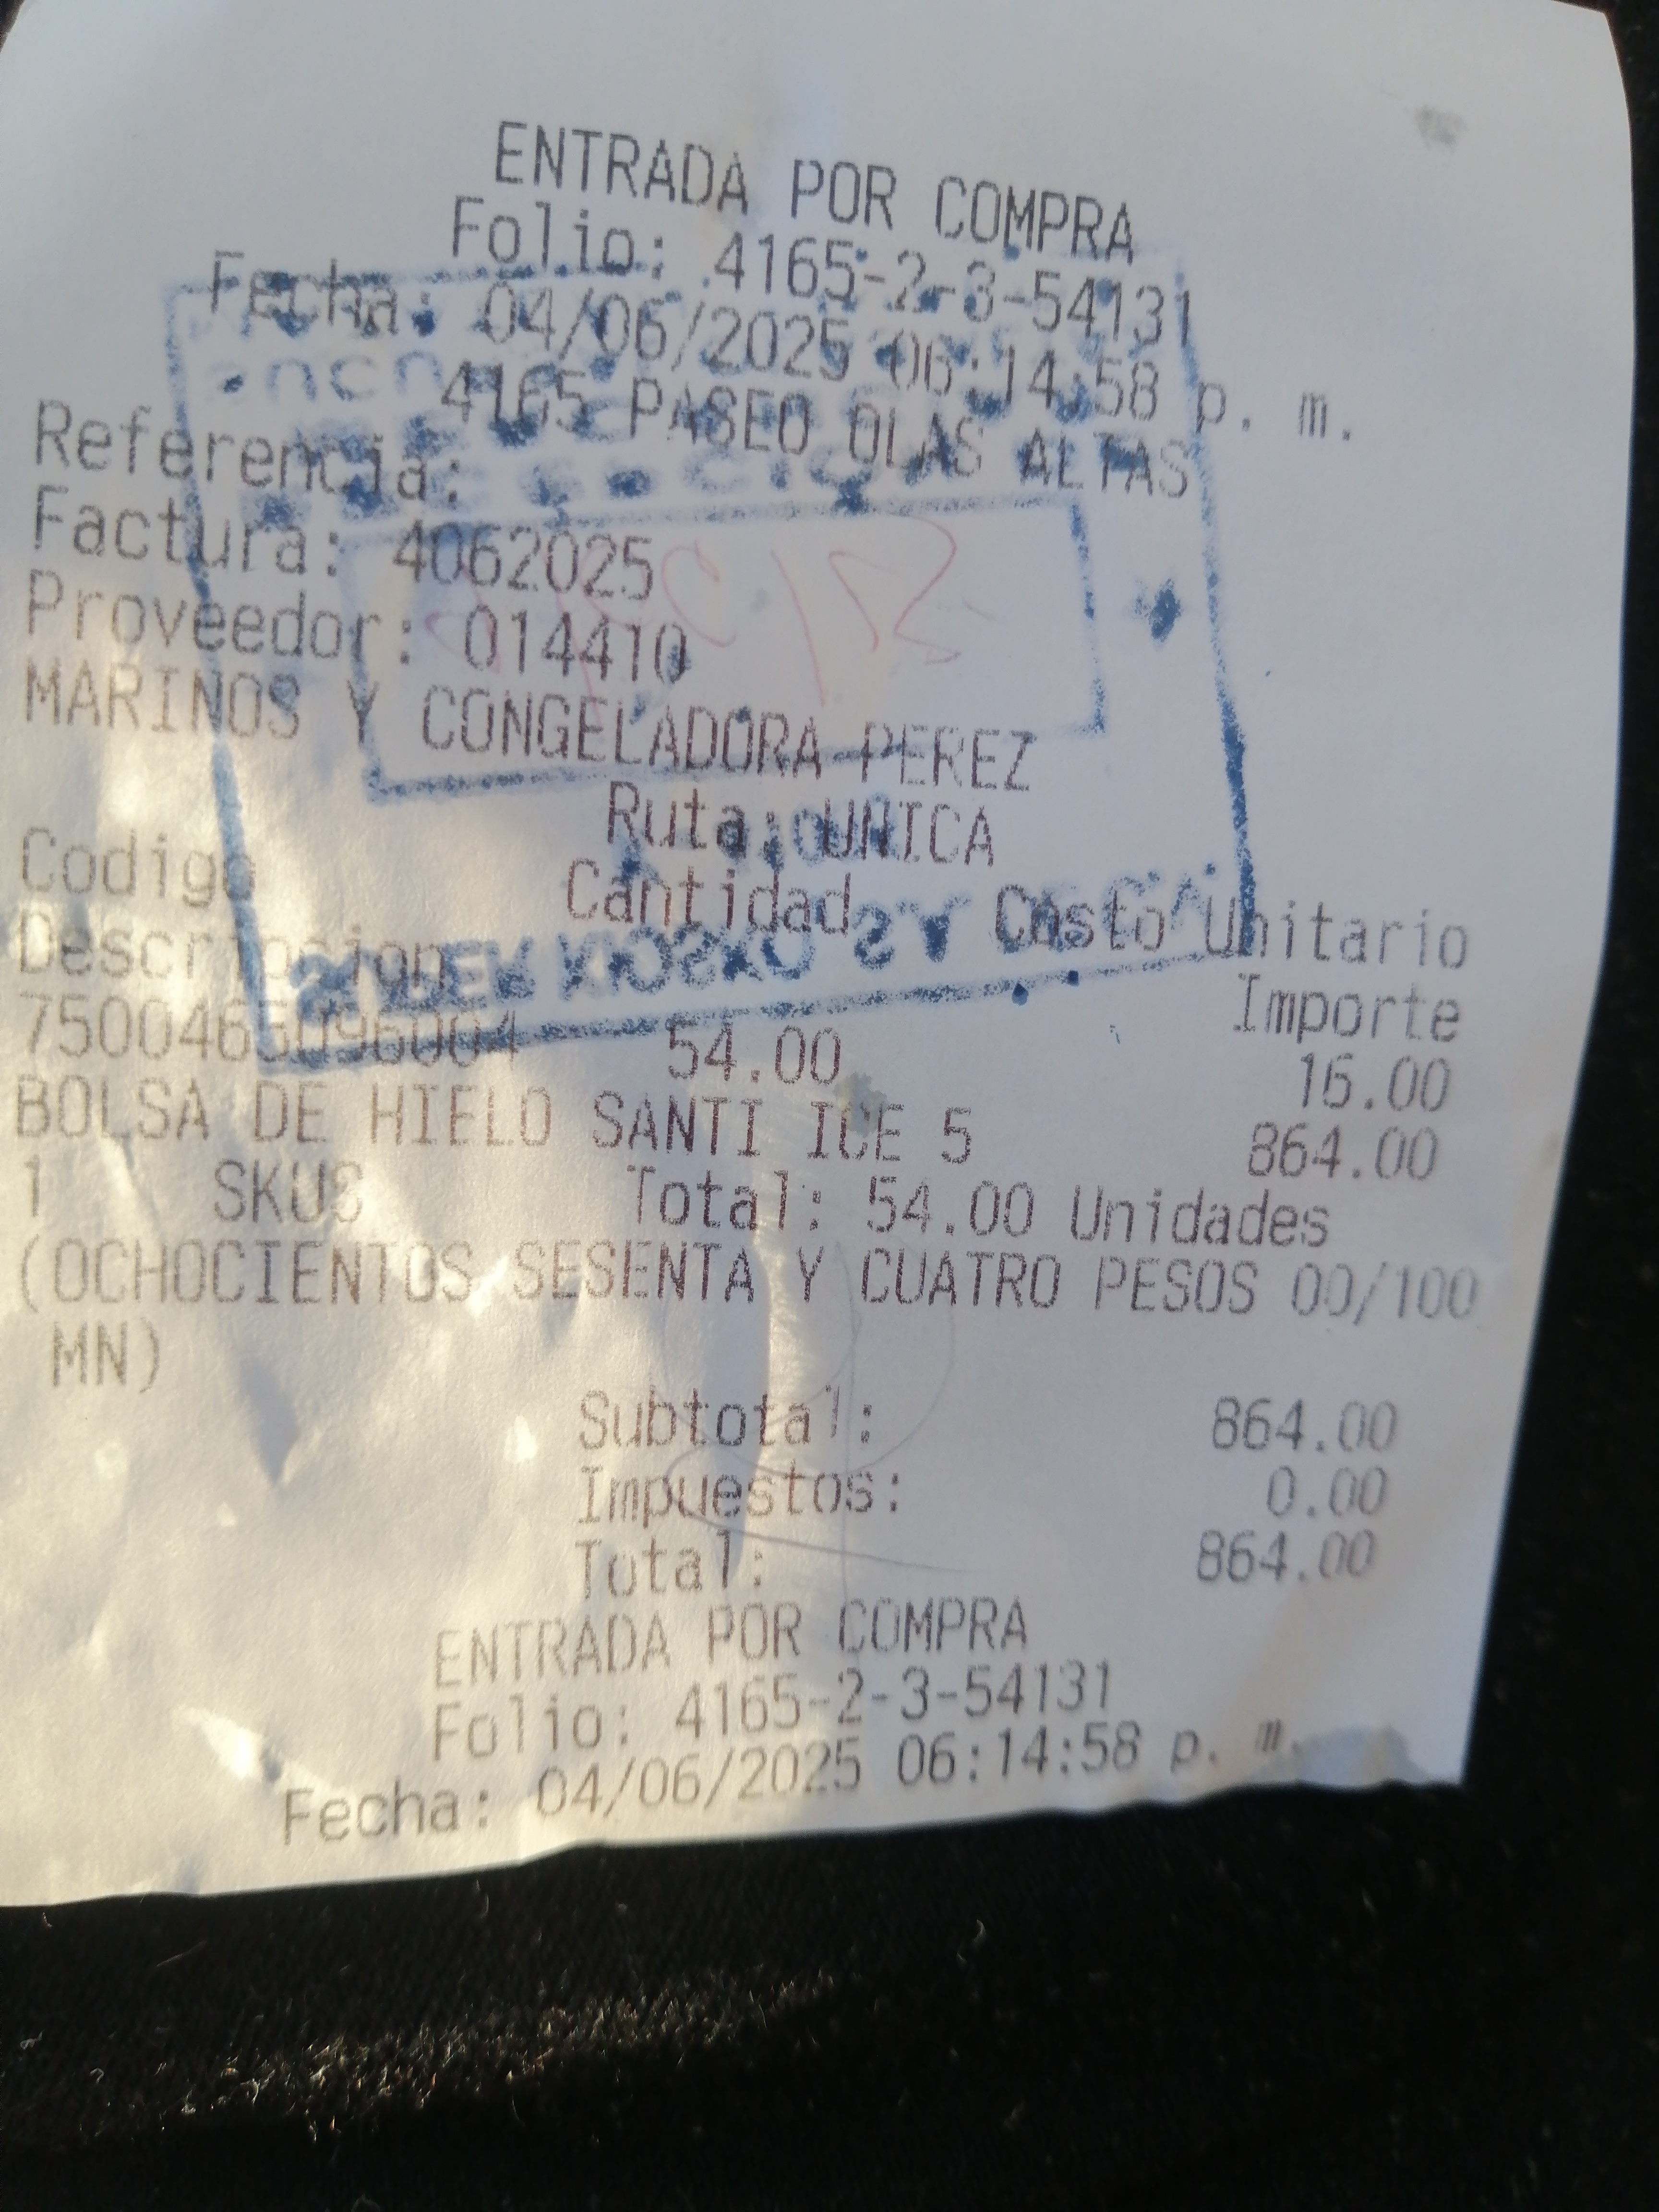 ENTRADA POR COMPRA
Folio: 4165-2-3-54131
Fecha: 04/06/2025 06:14:58 p. m.
4165 PASEO OLAS ALTAS
Referencia:
Factura: 4062025
Proveedor: 014410
MARINOS Y CONGELADORA PEREZ
Ruta: UNICA
Codigo Cantidad Costo Unitario
Descripcion Importe
7500465096004 54.00 16.00
BOLSA DE HIELO SANTI ICE 5 864.00
1 SKUS Total: 54.00 Unidades
(OCHOCIENTOS SESENTA Y CUATRO PESOS 00/100
MN)
Subtotal: 864.00
Impuestos: 0.00
Total: 864.00
ENTRADA POR COMPRA
Folio: 4165-2-3-54131
Fecha: 04/06/2025 06:14:58 p. m.
SUPER KIOSKO S.A.